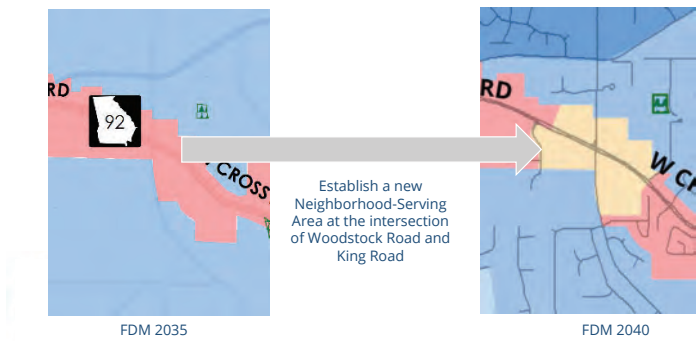 RD
92
W CROSS
Establish a new
Neighborhood-Serving
Area at the intersection
of Woodstock Road and
King Road
RD
W CR
FDM 2035
FDM 2040